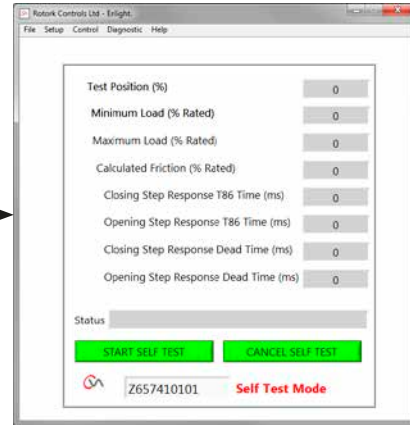 Rotork Controls Ltd - Enlight.
File Setup Control Diagnostic Help
Test Position (%) 0
Minimum Load (% Rated) 0
Maximum Load (% Rated) 0
Calculated Friction (% Rated) 0
Closing Step Response T86 Time (ms) 0
Opening Step Response T86 Time (ms) 0
Closing Step Response Dead Time (ms) 0
Opening Step Response Dead Time (ms) 0
Status
START SELF TEST CANCEL SELF TEST
Z657410101 Self Test Mode